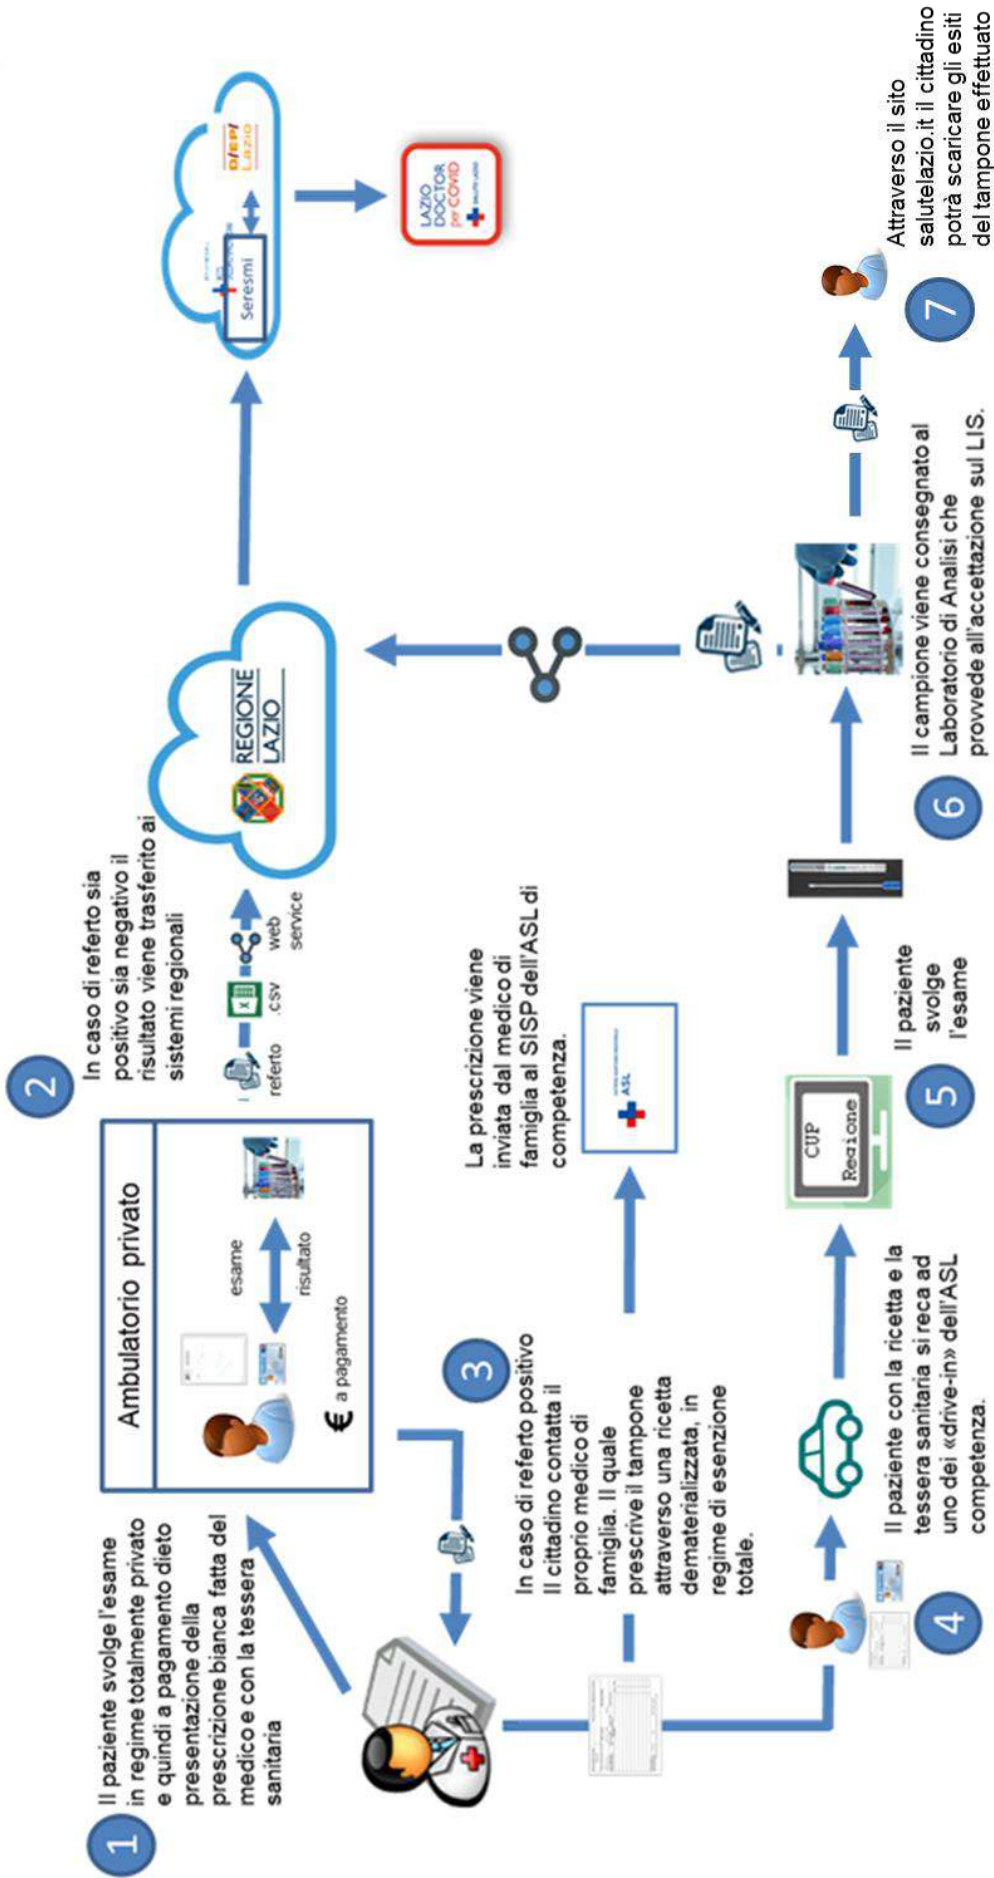 1
Il paziente svolge l'esame
in regime totalmente privato
e quindi a pagamento dieto
presentazione della
prescrizione bianca fatta del
medico e con la tessera
sanitaria
Ambulatorio privato
esame
risultato
€ a pagamento
2
In caso di referto sia
positivo sia negativo il
risultato viene trasferito ai
sistemi regionali
referto
.csv
web
service
REGIONE
LAZIO
Seresmi
D/EP/
Lazio
LAZIO
DOCTOR
per COVID
SALUTE LAZIO
3
In caso di referto positivo
Il cittadino contatta il
proprio medico di
famiglia. Il quale
prescrive il tampone
attraverso una ricetta
dematerializzata, in
regime di esenzione
totale.
La prescrizione viene
inviata dal medico di
famiglia al SISP dell'ASL di
competenza.
ASL
4
Il paziente con la ricetta e la
tessera sanitaria si reca ad
uno dei «drive-in» dell'ASL
competenza.
CUP
Regione
5
Il paziente
svolge
l'esame
6
Il campione viene consegnato al
Laboratorio di Analisi che
provvede all'accettazione sul LIS.
7
Attraverso il sito
salutelazio.it il cittadino
potrà scaricare gli esiti
del tampone effettuato